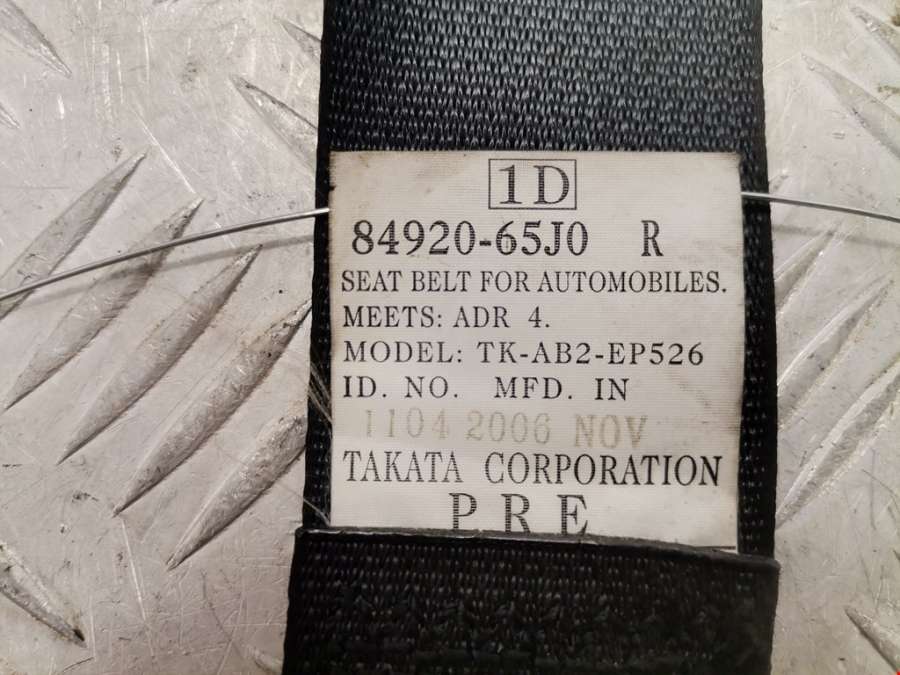 1D
84920-65J0 R
SEAT BELT FOR AUTOMOBILES.
MEETS: ADR 4.
MODEL: TK-AB2-EP526
ID. NO. MFD. IN
1104 2006 NOV
TAKATA CORPORATION
PRE